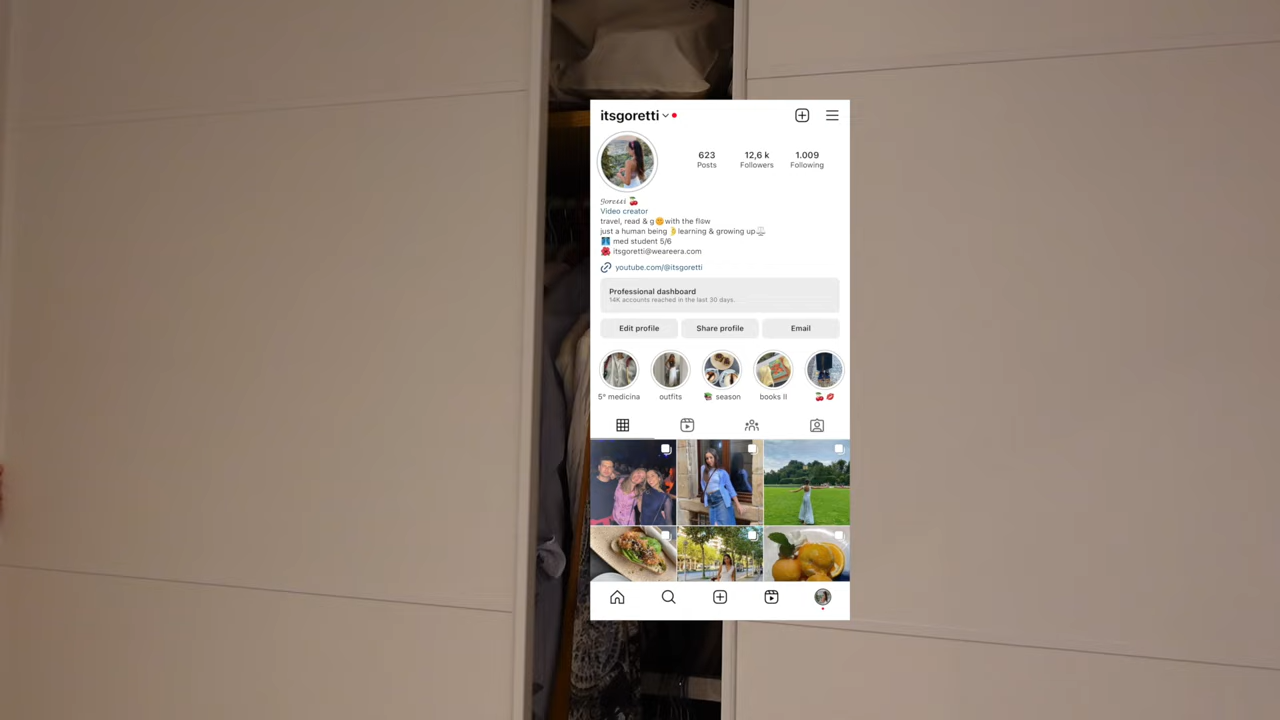 itsgoretti
623
12,6 k
1.009
Posts
Followers
Following
𝓰𝓸𝓻𝓮𝓽𝓽𝓲 🍒
Video creator
travel, read & g🌼with the fløw
just a human being 🌛learning & growing up
🩻 med student 5/6
🌺 itsgoretti@weareera.com
youtube.com/@itsgoretti
Professional dashboard
14K accounts reached in the last 30 days.
Edit profile
Share profile
Email
5º medicina
outfits
📚 season
books II
🍒 💋